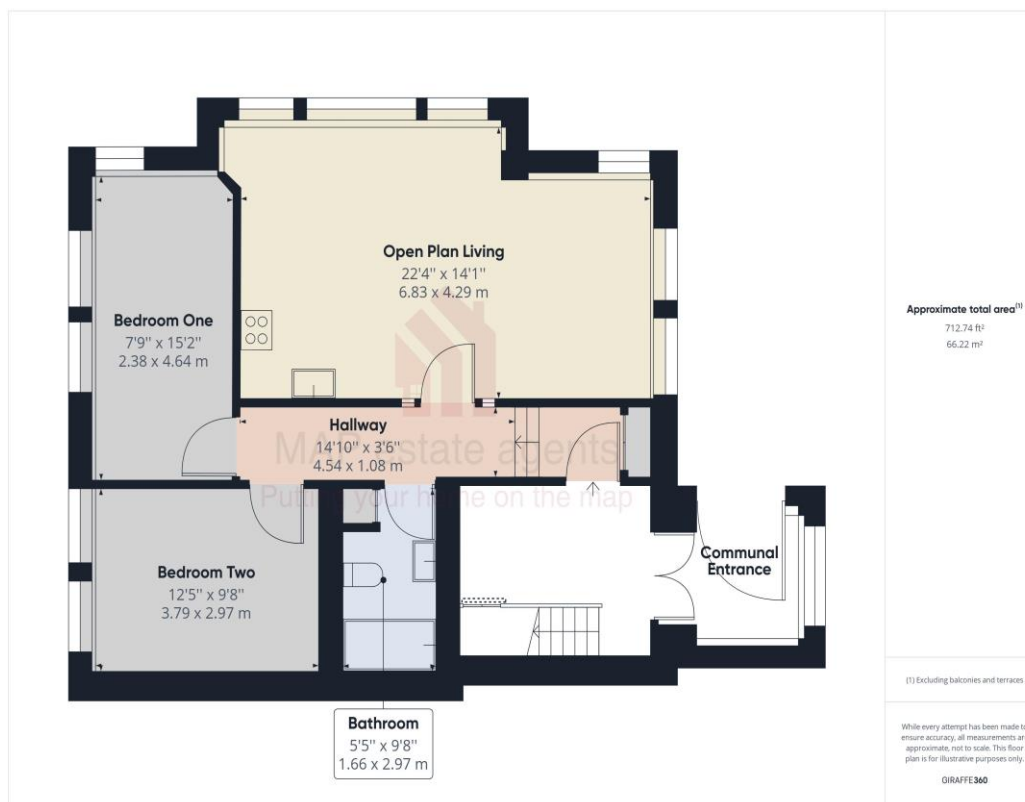 Open Plan Living
22'4" x 14'1"
6.83 x 4.29 m
Bedroom One
7'9" x 15'2"
2.38 x 4.64 m
Hallway
14'10" x 3'6"
4.54 x 1.08 m
MAP estate agents
Putting your home on the map
Bedroom Two
12'5" x 9'8"
3.79 x 2.97 m
Communal
Entrance
Bathroom
5'5" x 9'8"
1.66 x 2.97 m
Approximate total area(1)
712.74 ft²
66.22 m²
(1) Excluding balconies and terraces
While every attempt has been made to
ensure accuracy, all measurements are
approximate, not to scale. This floor
plan is for illustrative purposes only.
GIRAFFE360